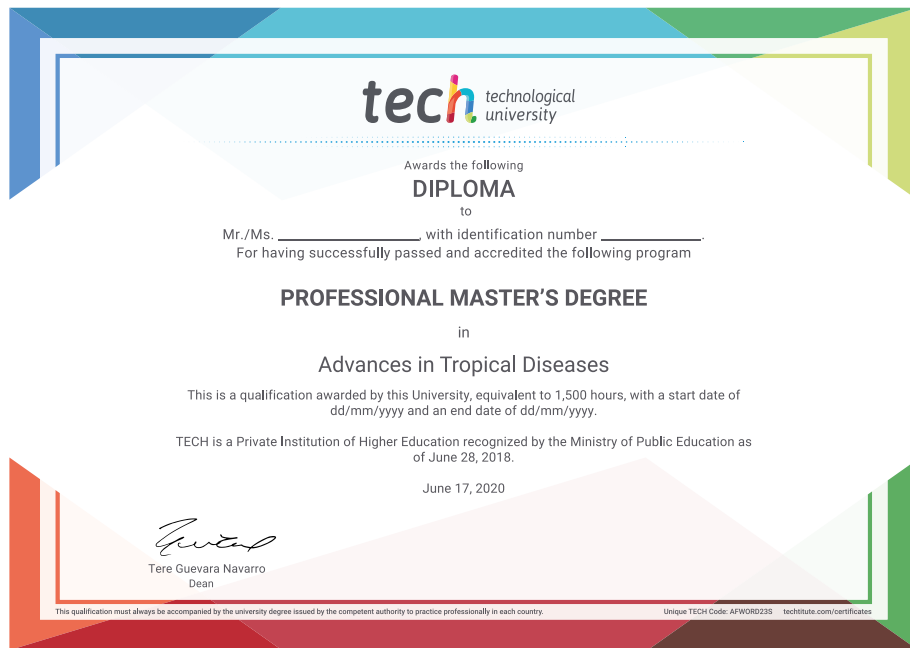 tech technological
university
Awards the following
DIPLOMA
to
Mr./Ms. ____________________, with identification number ______________.
For having successfully passed and accredited the following program
PROFESSIONAL MASTER'S DEGREE
in
Advances in Tropical Diseases
This is a qualification awarded by this University, equivalent to 1,500 hours, with a start date of
dd/mm/yyyy and an end date of dd/mm/yyyy.
TECH is a Private Institution of Higher Education recognized by the Ministry of Public Education as
of June 28, 2018.
June 17, 2020
Tere Guevara Navarro
Dean
This qualification must always be accompanied by the university degree issued by the competent authority to practice professionally in each country. Unique TECH Code: AFWORD23S techtitute.com/certificates